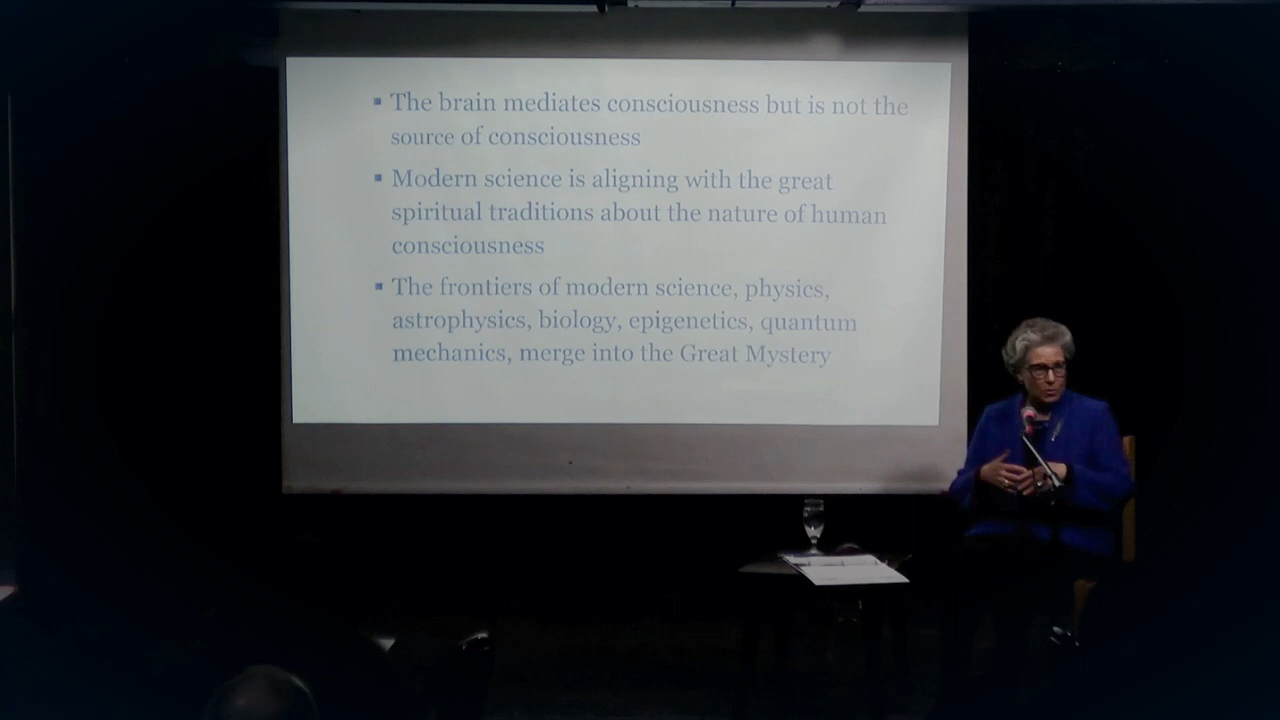 ▪ The brain mediates consciousness but is not the
source of consciousness
▪ Modern science is aligning with the great
spiritual traditions about the nature of human
consciousness
▪ The frontiers of modern science, physics,
astrophysics, biology, epigenetics, quantum
mechanics, merge into the Great Mystery